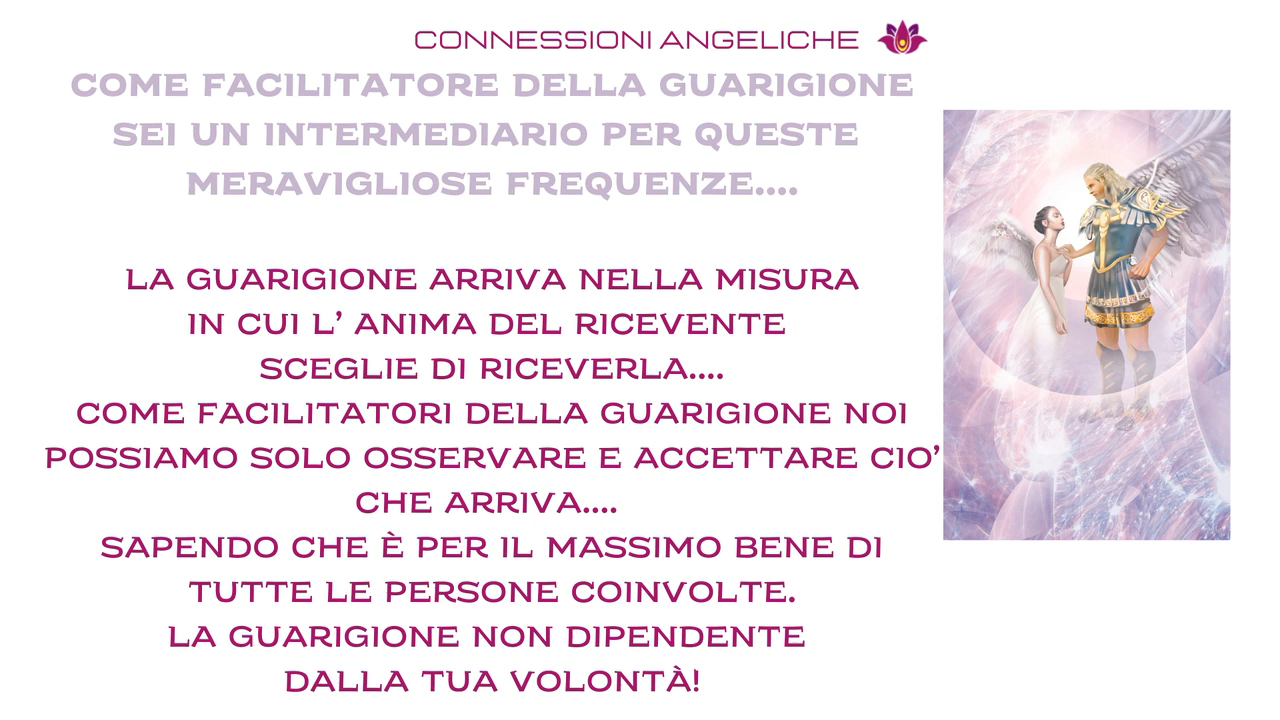 CONNESSIONI ANGELICHE
COME FACILITATORE DELLA GUARIGIONE
SEI UN INTERMEDIARIO PER QUESTE
MERAVIGLIOSE FREQUENZE....
LA GUARIGIONE ARRIVA NELLA MISURA
IN CUI L' ANIMA DEL RICEVENTE
SCEGLIE DI RICEVERLA....
COME FACILITATORI DELLA GUARIGIONE NOI
POSSIAMO SOLO OSSERVARE E ACCETTARE CIO'
CHE ARRIVA....
SAPENDO CHE È PER IL MASSIMO BENE DI
TUTTE LE PERSONE COINVOLTE.
LA GUARIGIONE NON DIPENDENTE
DALLA TUA VOLONTÀ!